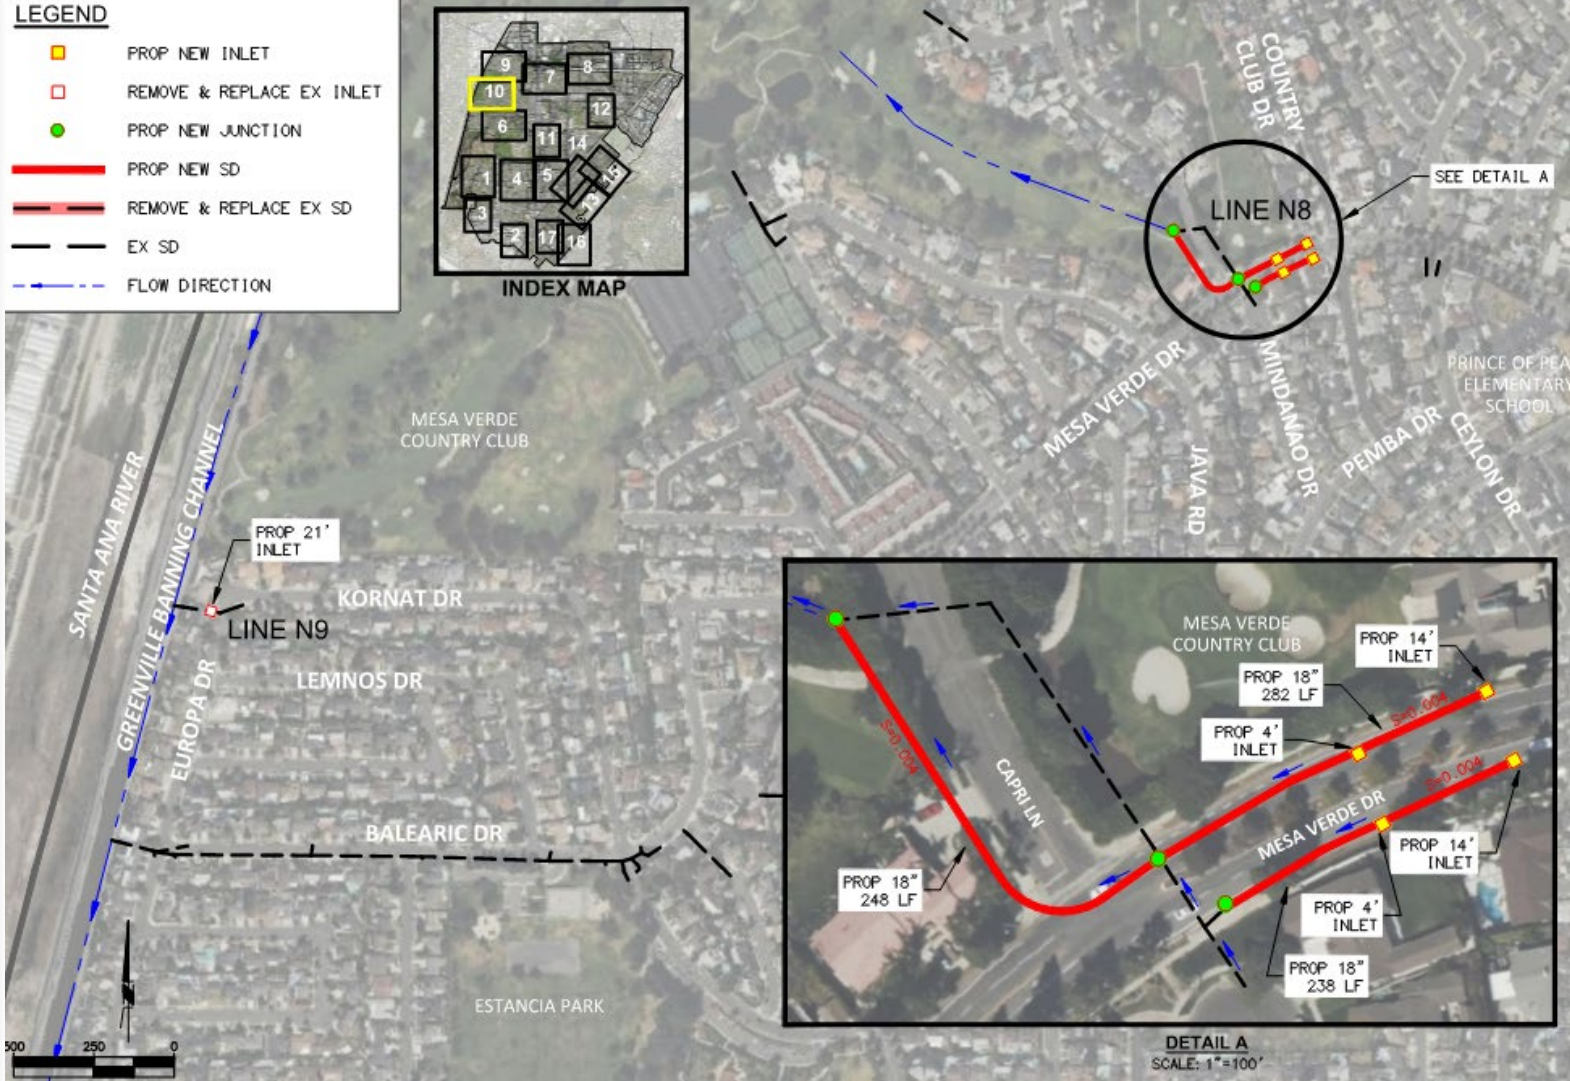 LEGEND
PROP NEW INLET
REMOVE & REPLACE EX INLET
PROP NEW JUNCTION
PROP NEW SD
REMOVE & REPLACE EX SD
EX SD
FLOW DIRECTION
9
7
8
10
12
6
11
14
1
4
5
15
13
3
2
17
16
INDEX MAP
COUNTRY
CLUB DR
SEE DETAIL A
LINE N8
MESA VERDE DR
MINDANAO DR
JAVA RD
PEMBA DR
CEYLON DR
PRINCE OF PEA
ELEMENTARY
SCHOOL
MESA VERDE
COUNTRY CLUB
SANTA ANA RIVER
GREENVILLE BANNING CHANNEL
PROP 21'
INLET
KORNAT DR
LINE N9
LEMNOS DR
EUROPA DR
BALEARIC DR
ESTANCIA PARK
N
500 250 0
MESA VERDE
COUNTRY CLUB
PROP 14'
INLET
PROP 18"
282 LF
PROP 4'
INLET
S=0.004
S=0.004
S=0.004
CAPRI LN
MESA VERDE DR
PROP 18"
248 LF
PROP 14'
INLET
PROP 4'
INLET
PROP 18"
238 LF
DETAIL A
SCALE: 1"=100'